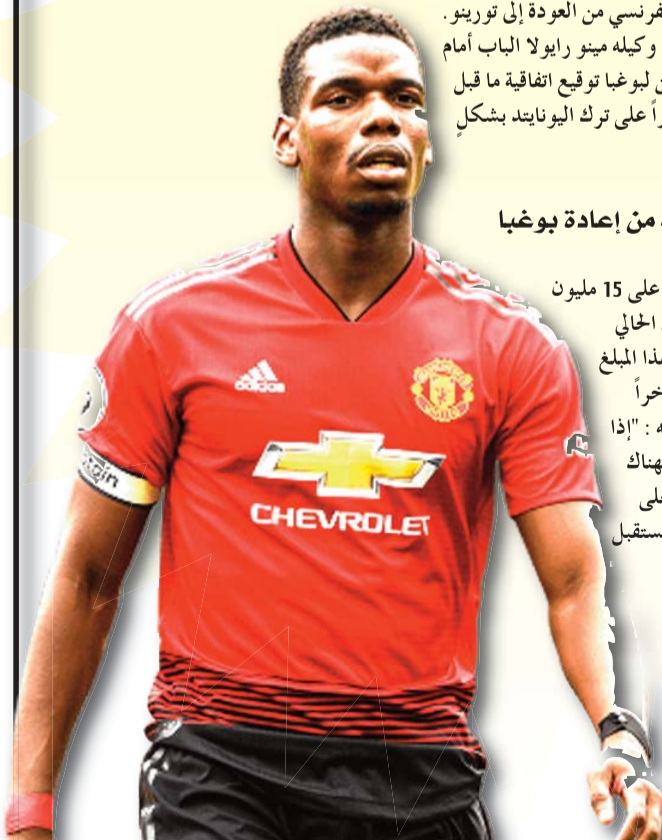 فرنسي من العودة إلى تورينو.
وكيله مينو رايولا الباب أمام
ن لبوغبا توقيع اتفاقية ما قبل
راً على ترك اليونايتد بشكلٍ
من إعادة بوغبا
على 15 مليون
الحالي
هذا المبلغ
خراً
ه : "إذا
هناك
على
ستقبل
adidas
CHEVROLET